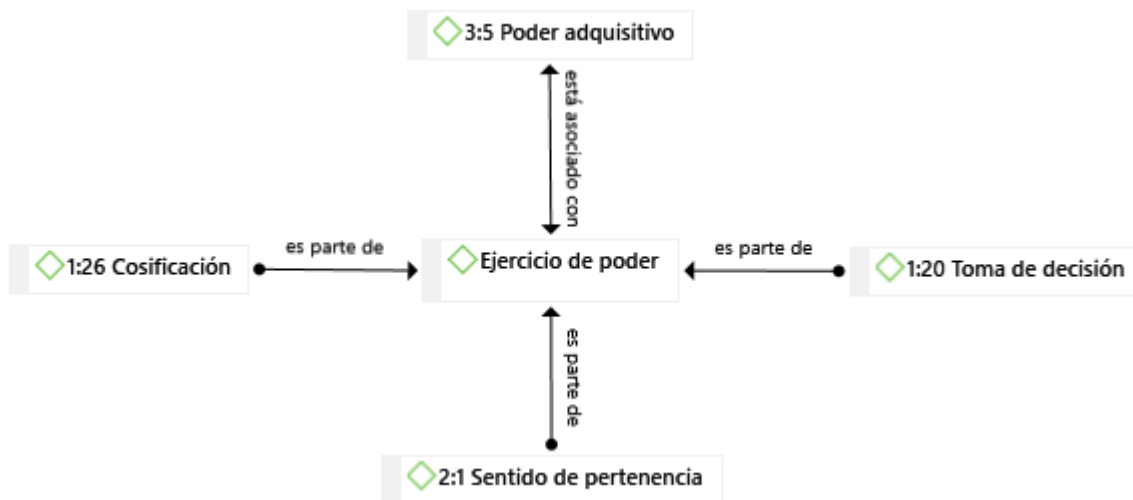 3:5 Poder adquisitivo
está asociado con
1:26 Cosificación
es parte de
Ejercicio de poder
es parte de
1:20 Toma de decisión
es parte de
2:1 Sentido de pertenencia